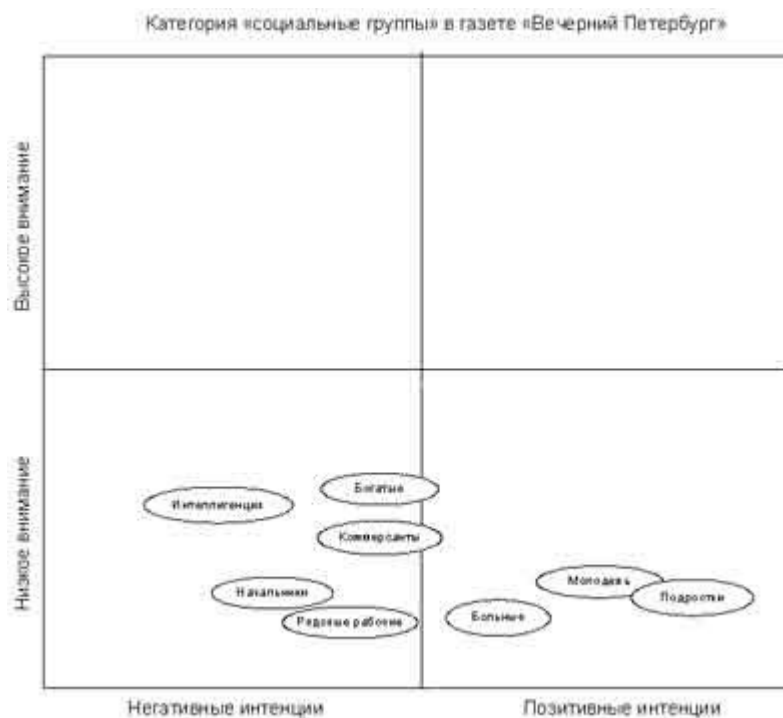 Категория «социальные группы» в газете «Вечерний Петербург»
Высокое внимание
Низкое внимание
Богатые
Интеллигенция
Коммерсанты
Молодежь
Начальники
Подростки
Больные
Рядовые рабочие
Негативные интенции
Позитивные интенции